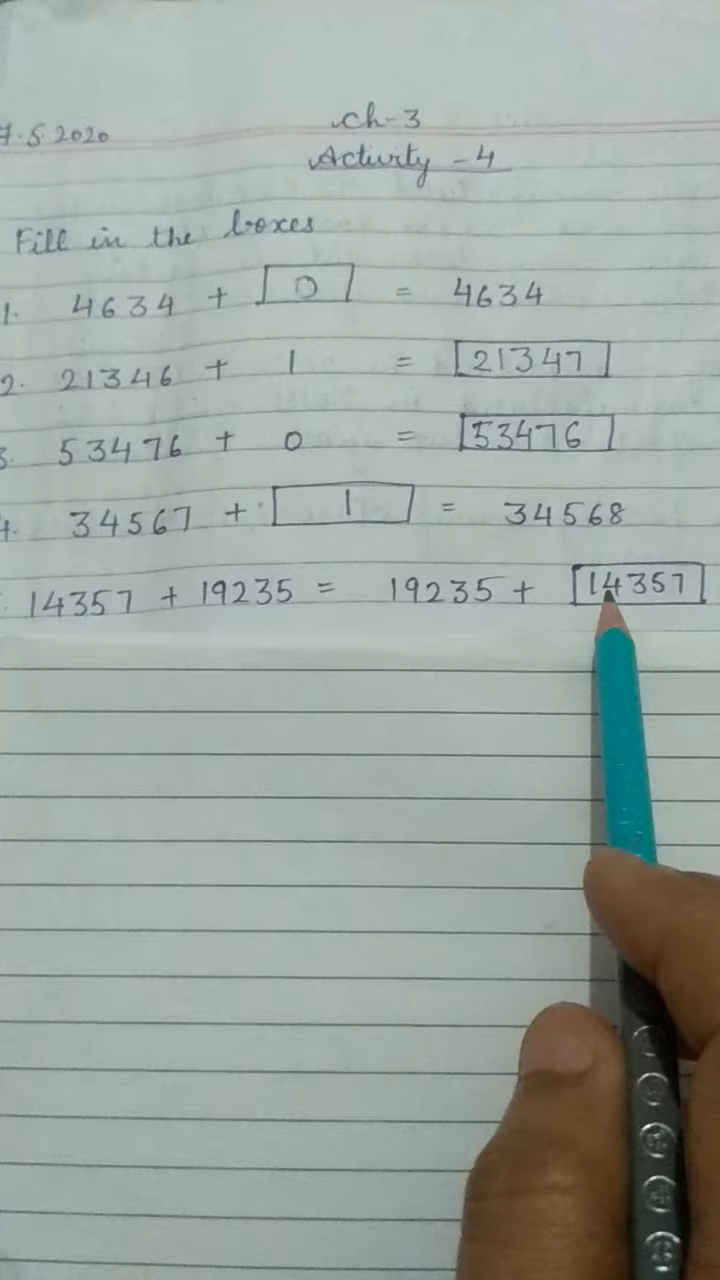 7.5.2020
Ch-3
Activity - 4
Fill in the boxes
1. 4634 + 0 = 4634
2. 21346 + 1 = 21347
3. 53476 + 0 = 53476
4. 34567 + 1 = 34568
14357 + 19235 = 19235 + 14357